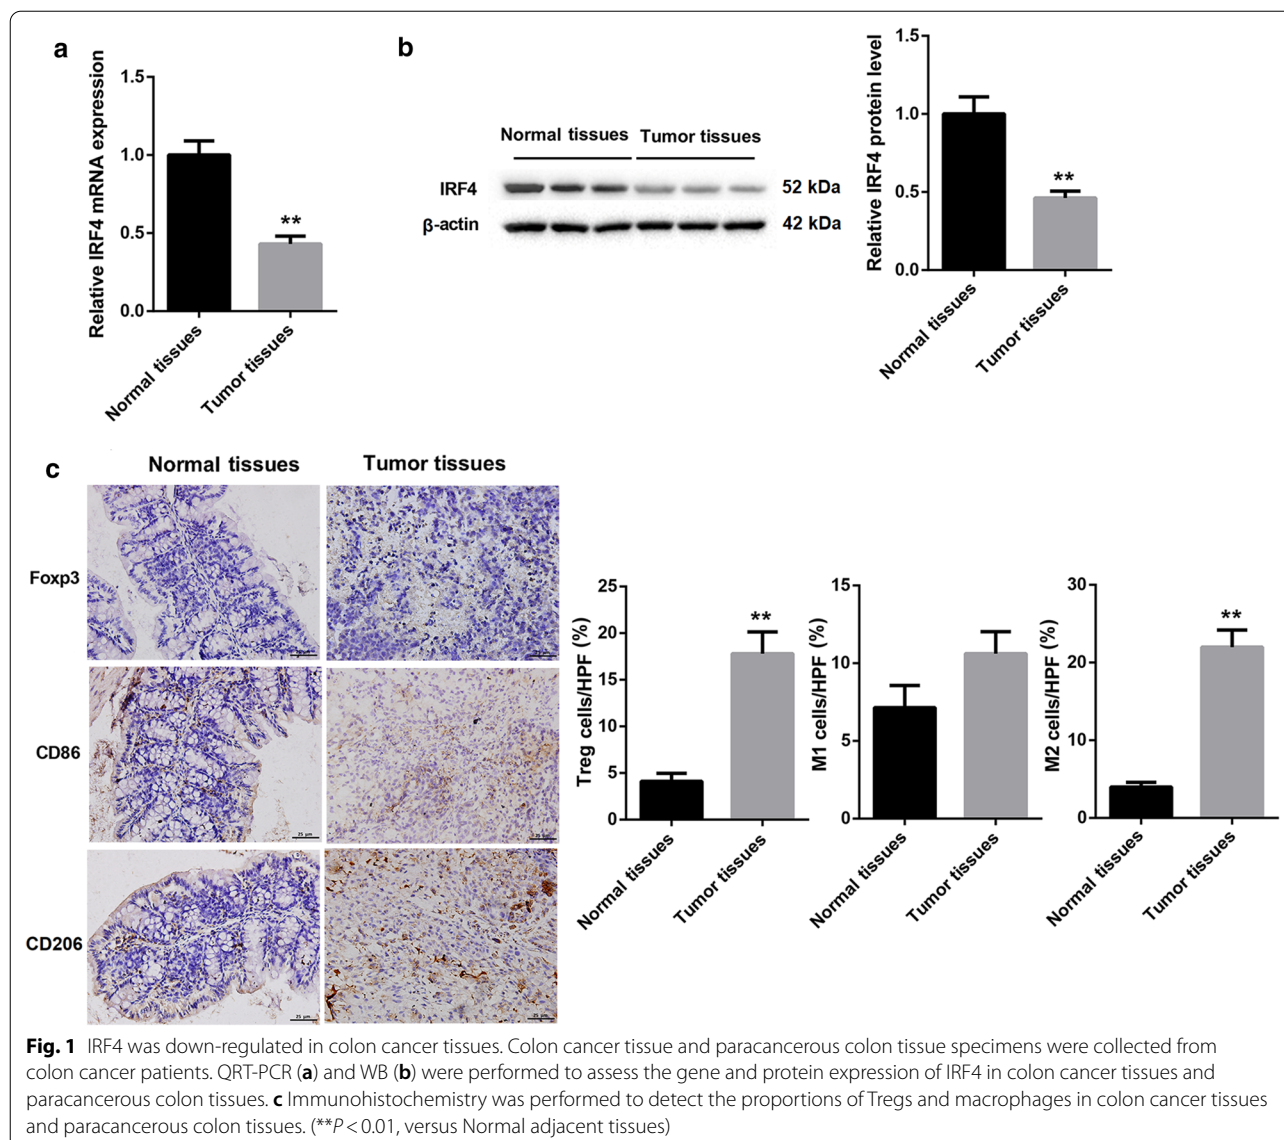 a
Relative IRF4 mRNA expression
1.5
1.0
0.5
0.0
**
Normal tissues
Tumor tissues
b
Normal tissues
Tumor tissues
IRF4
52 kDa
β-actin
42 kDa
Relative IRF4 protein level
1.5
1.0
0.5
0.0
**
Normal tissues
Tumor tissues
c
Normal tissues
Tumor tissues
Foxp3
CD86
25 μm
CD206
25 μm
Treg cells/HPF (%)
25
20
15
10
5
0
**
Normal tissues
Tumor tissues
M1 cells/HPF (%)
15
10
5
0
Normal tissues
Tumor tissues
M2 cells/HPF (%)
30
20
10
0
**
Normal tissues
Tumor tissues
Fig. 1 IRF4 was down-regulated in colon cancer tissues. Colon cancer tissue and paracancerous colon tissue specimens were collected from
colon cancer patients. QRT-PCR (a) and WB (b) were performed to assess the gene and protein expression of IRF4 in colon cancer tissues and
paracancerous colon tissues. c Immunohistochemistry was performed to detect the proportions of Tregs and macrophages in colon cancer tissues
and paracancerous colon tissues. (**P < 0.01, versus Normal adjacent tissues)